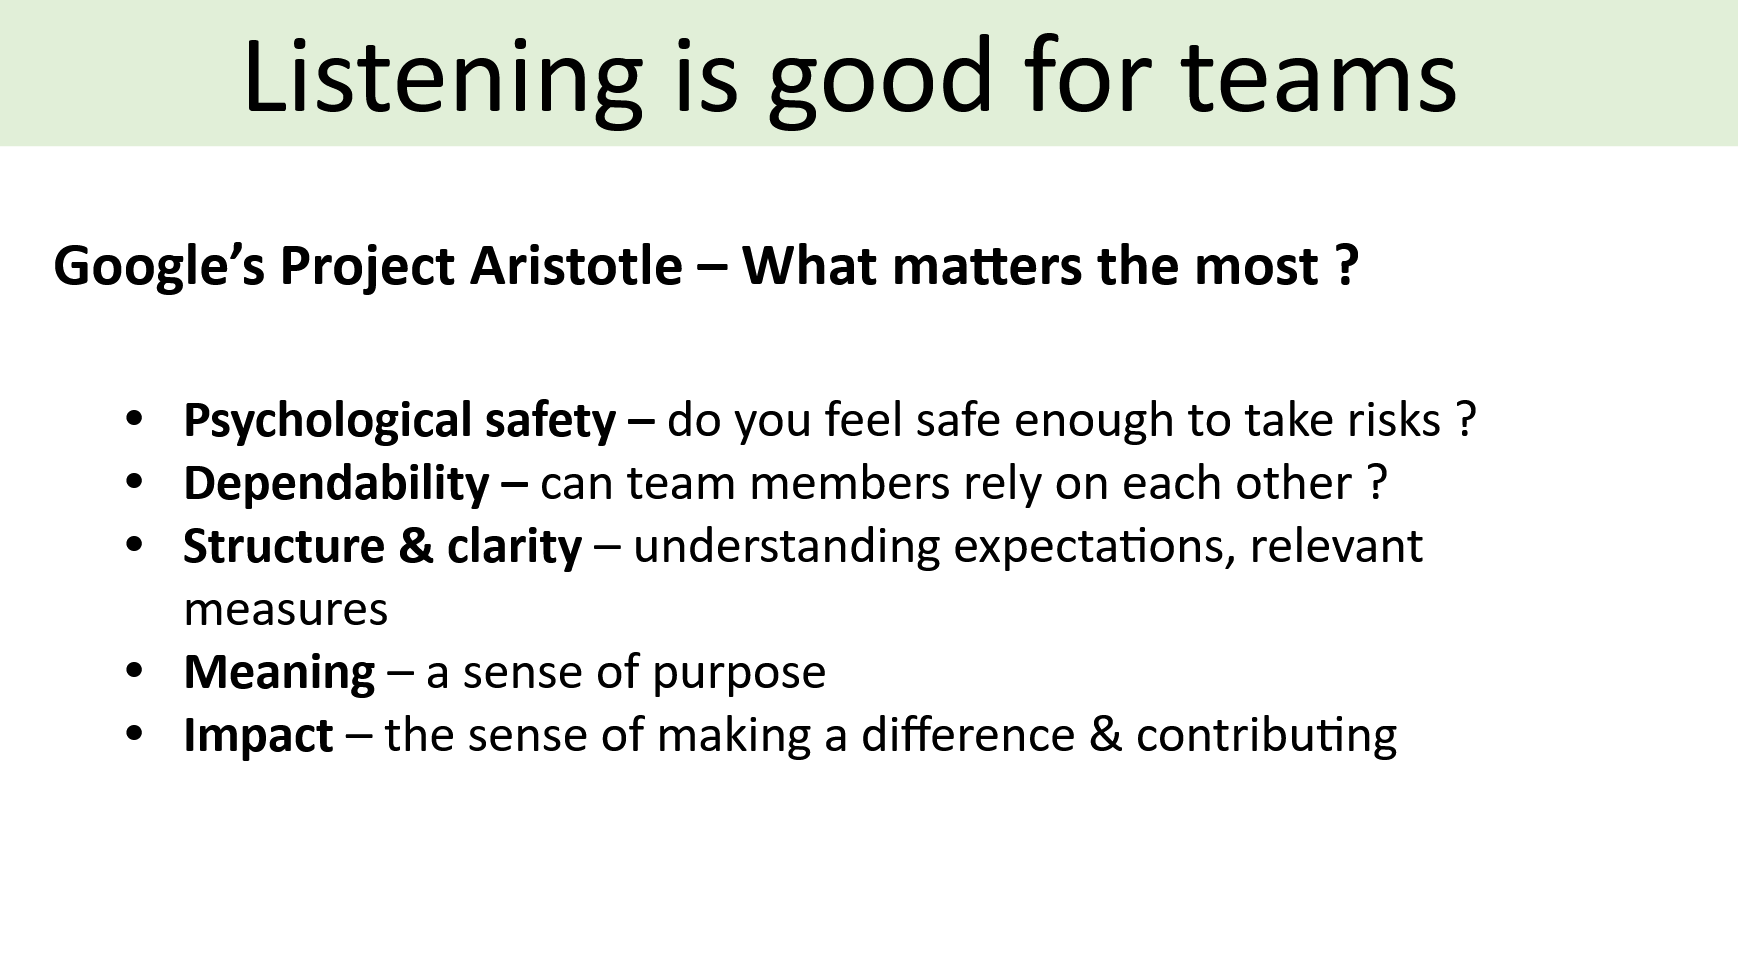 Listening is good for teams
Google’s Project Aristotle – What matters the most ?
• Psychological safety – do you feel safe enough to take risks ?
• Dependability – can team members rely on each other ?
• Structure & clarity – understanding expectations, relevant
measures
• Meaning – a sense of purpose
• Impact – the sense of making a difference & contributing